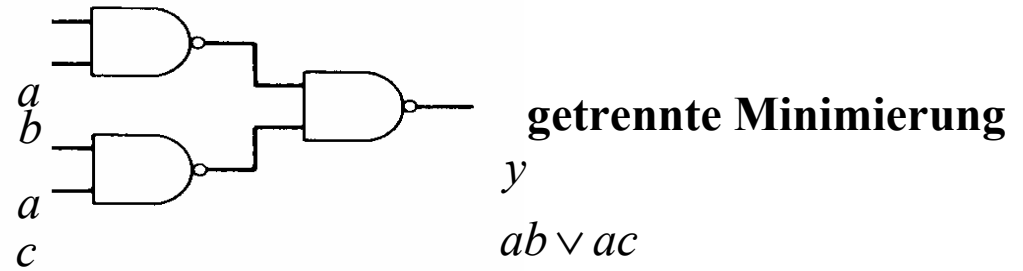 a
b
a
c
getrennte Minimierung
y
ab ∨ ac